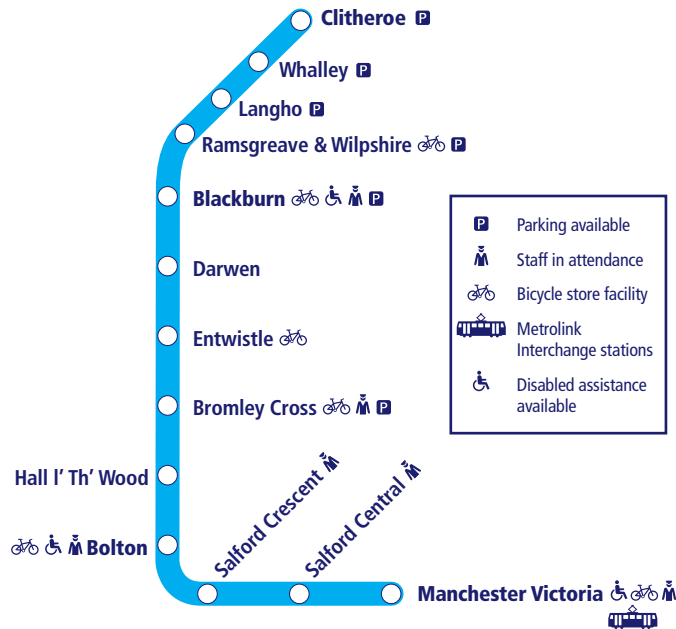 Clitheroe P
Whalley P
Langho P
Ramsgreave & Wilpshire P
Blackburn P
Darwen
Entwistle
Bromley Cross P
Hall l' Th' Wood
Bolton
Salford Crescent
Salford Central
Manchester Victoria
P Parking available
Staff in attendance
Bicycle store facility
Metrolink
Interchange stations
Disabled assistance
available